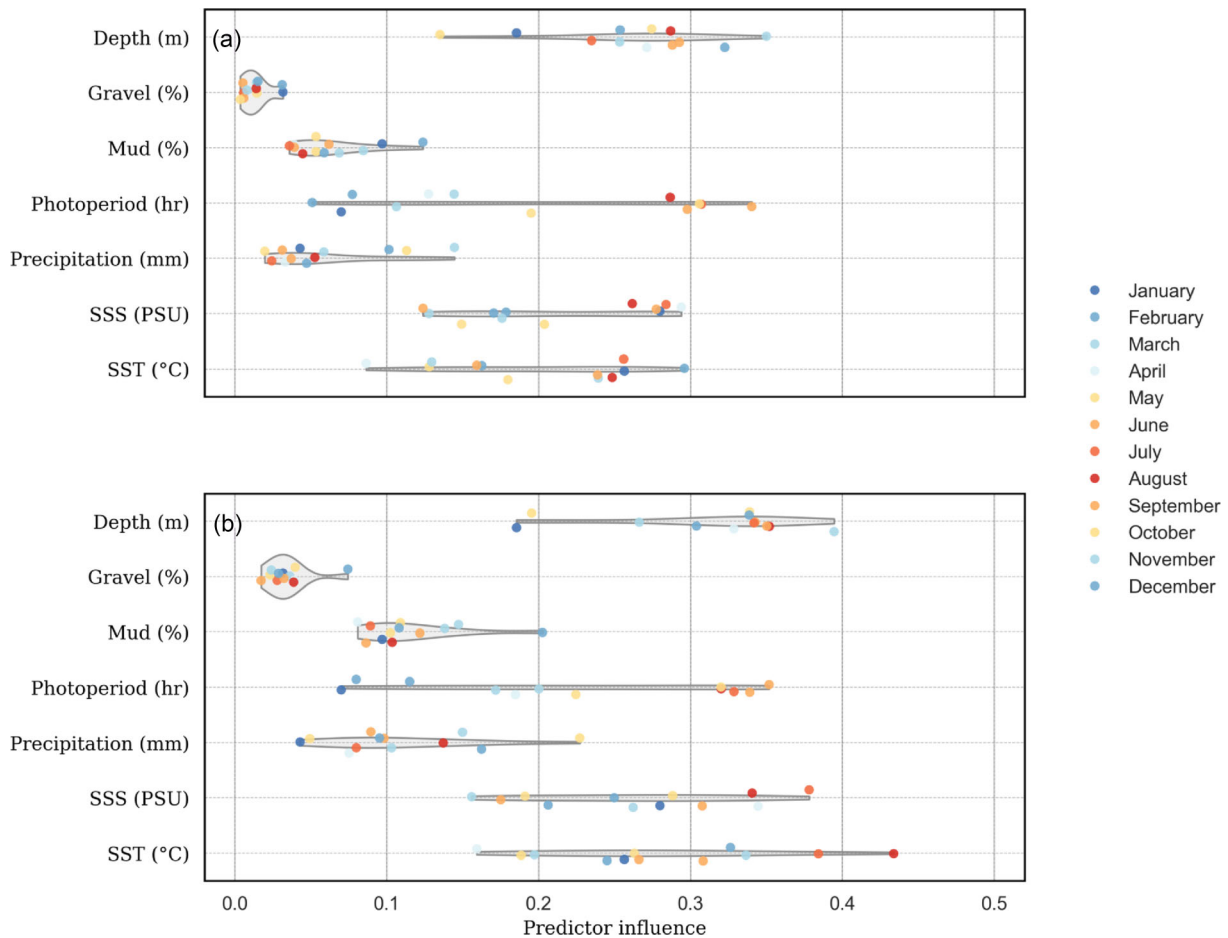 (a)
Depth (m)
Gravel (%)
Mud (%)
Photoperiod (hr)
Precipitation (mm)
SSS (PSU)
SST (°C)
January
February
March
April
May
June
July
August
September
October
November
December
(b)
Depth (m)
Gravel (%)
Mud (%)
Photoperiod (hr)
Precipitation (mm)
SSS (PSU)
SST (°C)
0.0 0.1 0.2 0.3 0.4 0.5
Predictor influence